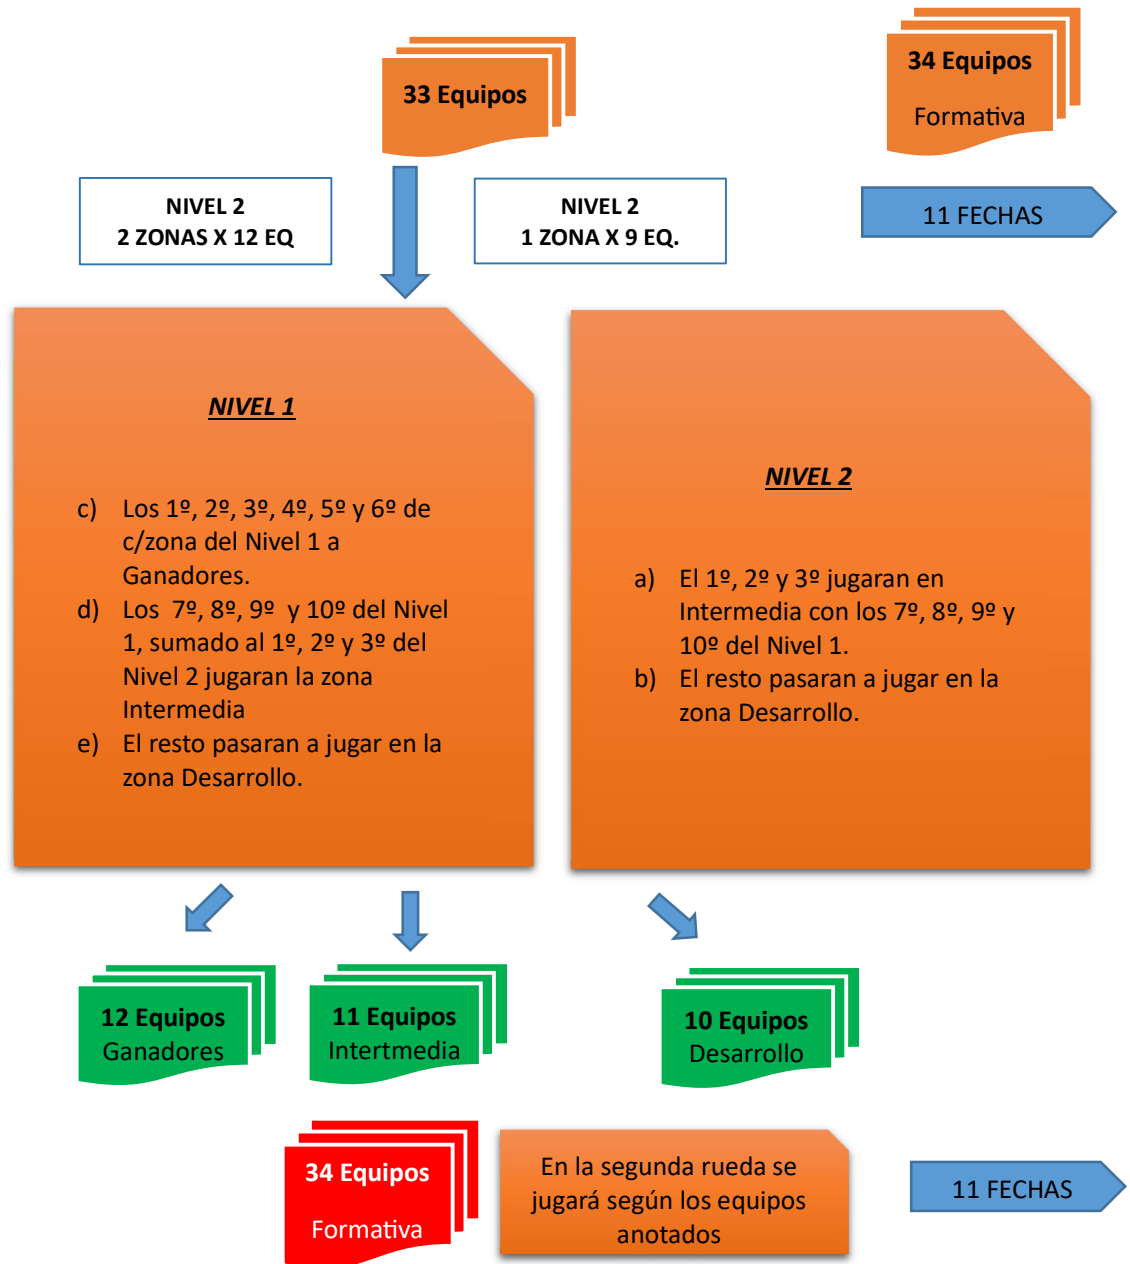 33 Equipos
34 Equipos
Formativa
NIVEL 2
2 ZONAS X 12 EQ
NIVEL 2
1 ZONA X 9 EQ.
11 FECHAS
NIVEL 1
c) Los 1º, 2º, 3º, 4º, 5º y 6º de
c/zona del Nivel 1 a
Ganadores.
d) Los 7º, 8º, 9º y 10º del Nivel
1, sumado al 1º, 2º y 3º del
Nivel 2 jugaran la zona
Intermedia
e) El resto pasaran a jugar en la
zona Desarrollo.
NIVEL 2
a) El 1º, 2º y 3º jugaran en
Intermedia con los 7º, 8º, 9º y
10º del Nivel 1.
b) El resto pasaran a jugar en la
zona Desarrollo.
12 Equipos
Ganadores
11 Equipos
Intertmedia
10 Equipos
Desarrollo
34 Equipos
Formativa
En la segunda rueda se
jugará según los equipos
anotados
11 FECHAS